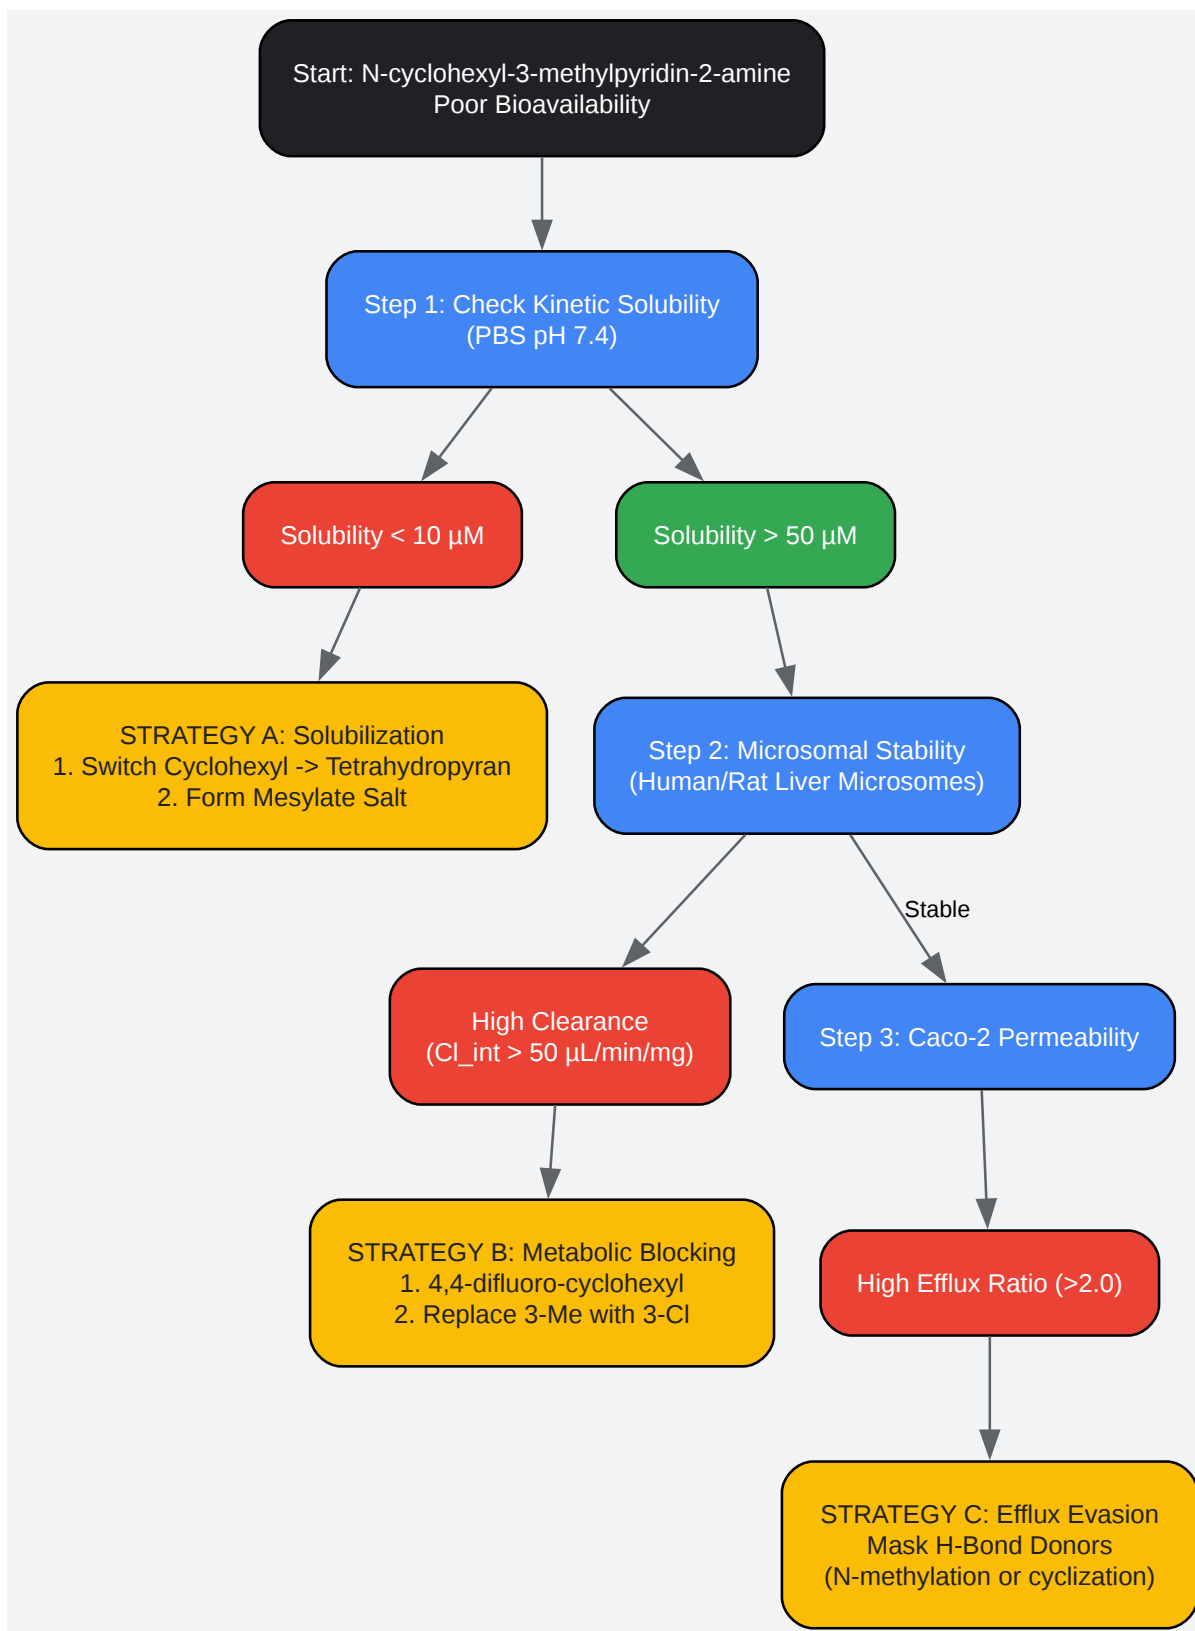 Start: N-cyclohexyl-3-methylpyridin-2-amine
Poor Bioavailability
Step 1: Check Kinetic Solubility
(PBS pH 7.4)
Solubility < 10 µM
Solubility > 50 µM
STRATEGY A: Solubilization
1. Switch Cyclohexyl -> Tetrahydropyran
2. Form Mesylate Salt
Step 2: Microsomal Stability
(Human/Rat Liver Microsomes)
Stable
High Clearance
(Cl_int > 50 µL/min/mg)
Step 3: Caco-2 Permeability
STRATEGY B: Metabolic Blocking
1. 4,4-difluoro-cyclohexyl
2. Replace 3-Me with 3-Cl
High Efflux Ratio (>2.0)
STRATEGY C: Efflux Evasion
Mask H-Bond Donors
(N-methylation or cyclization)